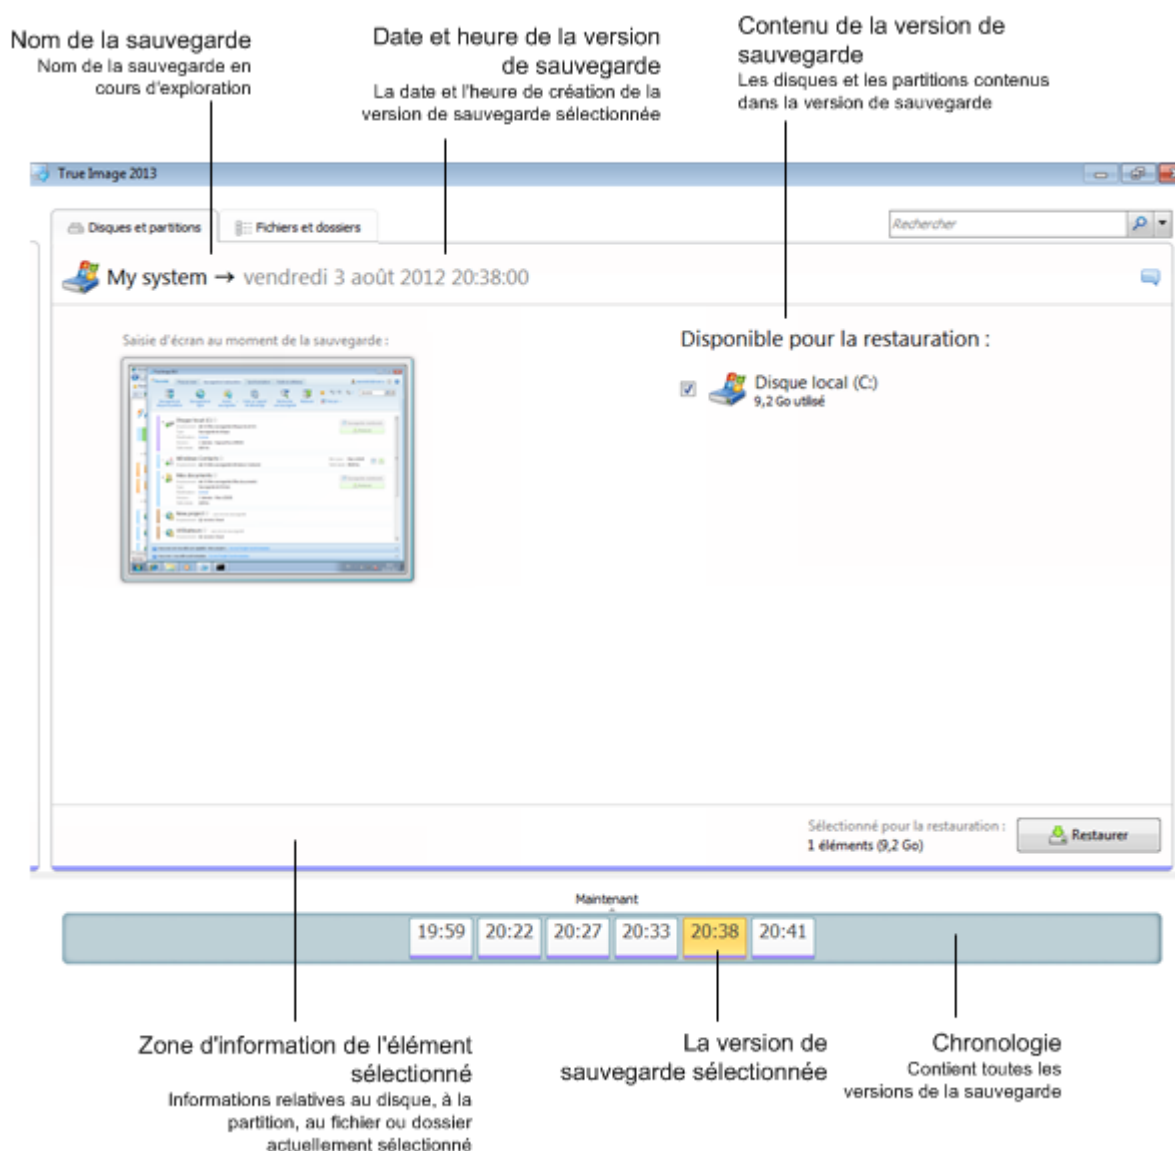 Nom de la sauvegarde
Nom de la sauvegarde en
cours d'exploration
Date et heure de la version
de sauvegarde
La date et l'heure de création de la
version de sauvegarde sélectionnée
Contenu de la version de
sauvegarde
Les disques et les partitions contenus
dans la version de sauvegarde
True Image 2013
Disques et partitions
Fichiers et dossiers
Rechercher
My system → vendredi 3 août 2012 20:38:00
Saisie d'écran au moment de la sauvegarde :
Disponible pour la restauration :
Disque local (C:)
9,2 Go utilisé
Sélectionné pour la restauration :
1 éléments (9,2 Go)
Restaurer
Maintenant
19:59 20:22 20:27 20:33 20:38 20:41
Zone d'information de l'élément
sélectionné
Informations relatives au disque, à la
partition, au fichier ou dossier
actuellement sélectionné
La version de
sauvegarde sélectionnée
Chronologie
Contient toutes les
versions de la sauvegarde